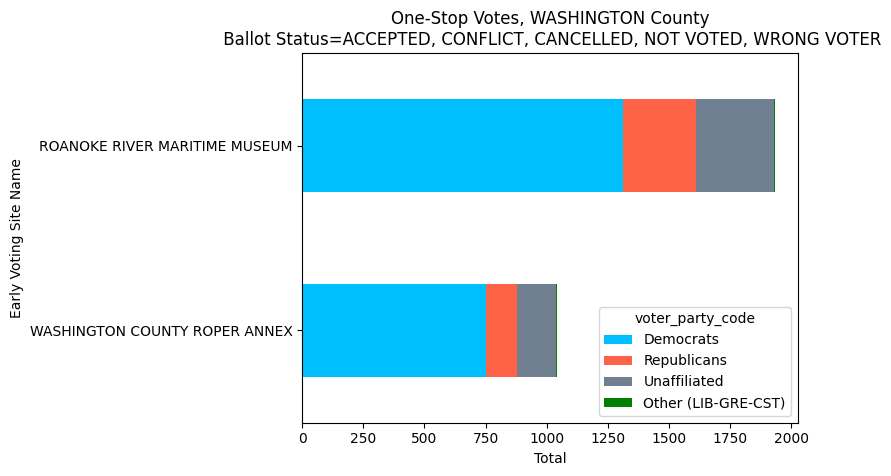 One-Stop Votes, WASHINGTON County
Ballot Status=ACCEPTED, CONFLICT, CANCELLED, NOT VOTED, WRONG VOTER
Early Voting Site Name
ROANOKE RIVER MARITIME MUSEUM
WASHINGTON COUNTY ROPER ANNEX
voter_party_code
Democrats
Republicans
Unaffiliated
Other (LIB-GRE-CST)
0 250 500 750 1000 1250 1500 1750 2000
Total